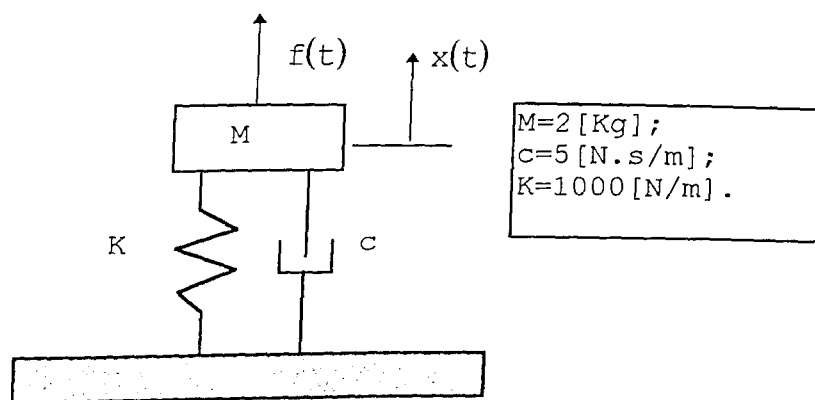 f(t)
x(t)
M
M=2[Kg];
c=5[N.s/m];
K=1000[N/m].
K
c